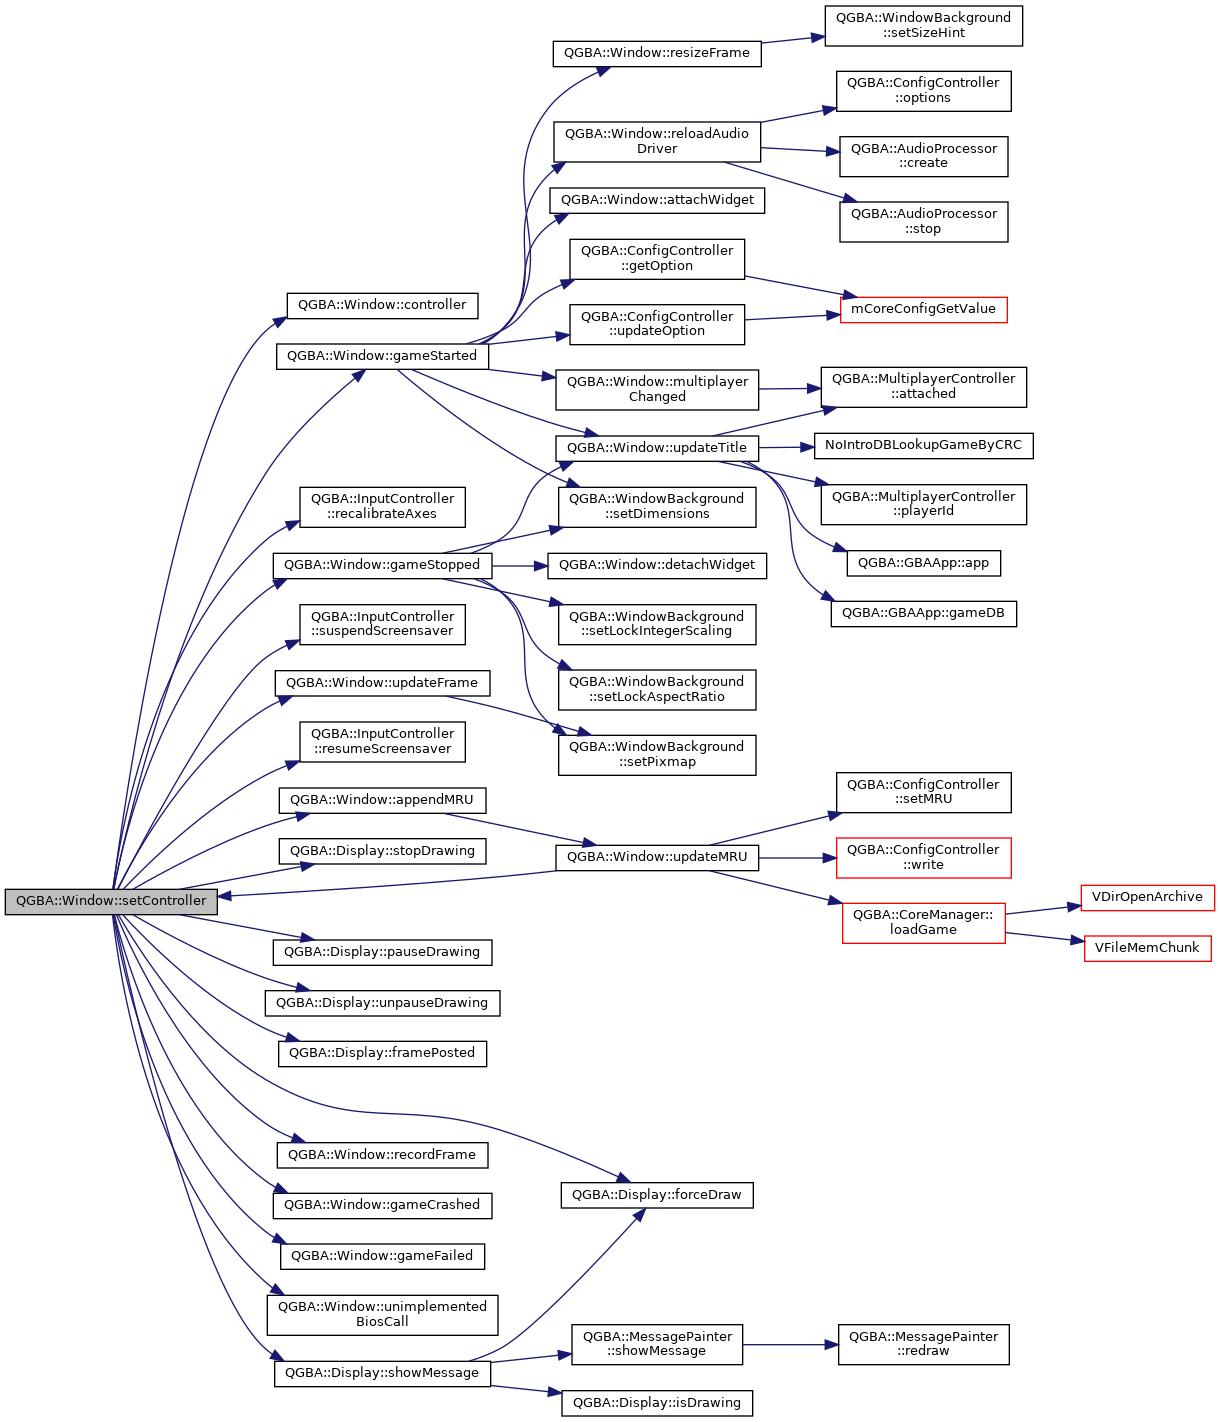 QGBA::Window::setController
QGBA::Window::controller
QGBA::Window::gameStarted
QGBA::InputController
::recalibrateAxes
QGBA::Window::gameStopped
QGBA::InputController
::suspendScreensaver
QGBA::Window::updateFrame
QGBA::InputController
::resumeScreensaver
QGBA::Window::appendMRU
QGBA::Display::stopDrawing
QGBA::Display::pauseDrawing
QGBA::Display::unpauseDrawing
QGBA::Display::framePosted
QGBA::Window::recordFrame
QGBA::Window::gameCrashed
QGBA::Window::gameFailed
QGBA::Window::unimplemented
BiosCall
QGBA::Display::showMessage
QGBA::Window::resizeFrame
QGBA::Window::reloadAudio
Driver
QGBA::Window::attachWidget
QGBA::ConfigController
::getOption
QGBA::ConfigController
::updateOption
QGBA::Window::multiplayer
Changed
QGBA::Window::updateTitle
QGBA::WindowBackground
::setDimensions
QGBA::Window::detachWidget
QGBA::WindowBackground
::setLockIntegerScaling
QGBA::WindowBackground
::setLockAspectRatio
QGBA::WindowBackground
::setPixmap
QGBA::Window::updateMRU
QGBA::Display::forceDraw
QGBA::MessagePainter
::showMessage
QGBA::Display::isDrawing
QGBA::WindowBackground
::setSizeHint
QGBA::ConfigController
::options
QGBA::AudioProcessor
::create
QGBA::AudioProcessor
::stop
mCoreConfigGetValue
QGBA::MultiplayerController
::attached
NoIntroDBLookupGameByCRC
QGBA::MultiplayerController
::playerId
QGBA::GBAApp::app
QGBA::GBAApp::gameDB
QGBA::ConfigController
::setMRU
QGBA::ConfigController
::write
QGBA::CoreManager::
loadGame
QGBA::MessagePainter
::redraw
VDirOpenArchive
VFileMemChunk